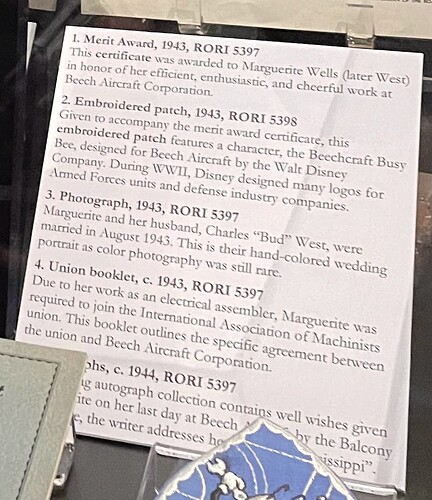 1. Merit Award, 1943, RORI 5397
This certificate was awarded to Marguerite Wells (later West)
in honor of her efficient, enthusiastic, and cheerful work at
Beech Aircraft Corporation.
2. Embroidered patch, 1943, RORI 5398
Given to accompany the merit award certificate, this
embroidered patch features a character, the Beechcraft Busy
Bee, designed for Beech Aircraft by the Walt Disney
Company. During WWII, Disney designed many logos for
Armed Forces units and defense industry companies.
3. Photograph, 1943, RORI 5397
Marguerite and her husband, Charles “Bud” West, were
married in August 1943. This is their hand-colored wedding
portrait as color photography was still rare.
4. Union booklet, c. 1943, RORI 5397
Due to her work as an electrical assembler, Marguerite was
required to join the International Association of Machinists
union. This booklet outlines the specific agreement between
the union and Beech Aircraft Corporation.
phs, c. 1944, RORI 5397
g autograph collection contains well wishes given
ite on her last day at Beech by the Balcony
e, the writer addresses he issippi”.